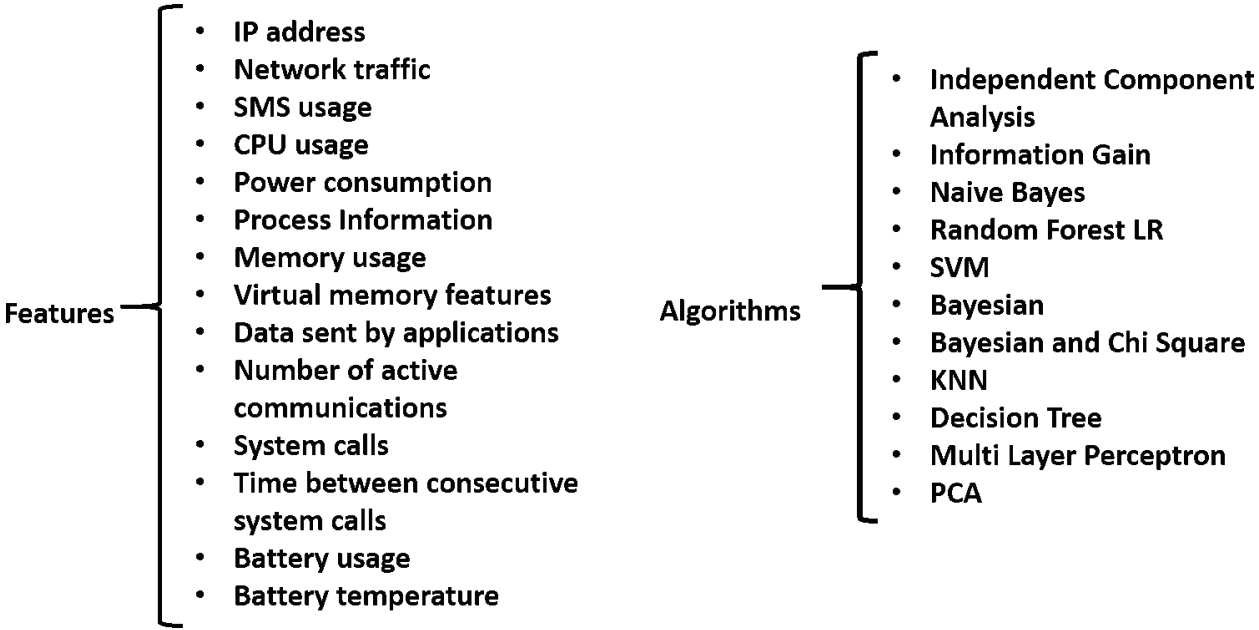 Features
• IP address
• Network traffic
• SMS usage
• CPU usage
• Power consumption
• Process Information
• Memory usage
• Virtual memory features
• Data sent by applications
• Number of active
communications
• System calls
• Time between consecutive
system calls
• Battery usage
• Battery temperature
Algorithms
• Independent Component
Analysis
• Information Gain
• Naive Bayes
• Random Forest LR
• SVM
• Bayesian
• Bayesian and Chi Square
• KNN
• Decision Tree
• Multi Layer Perceptron
• PCA